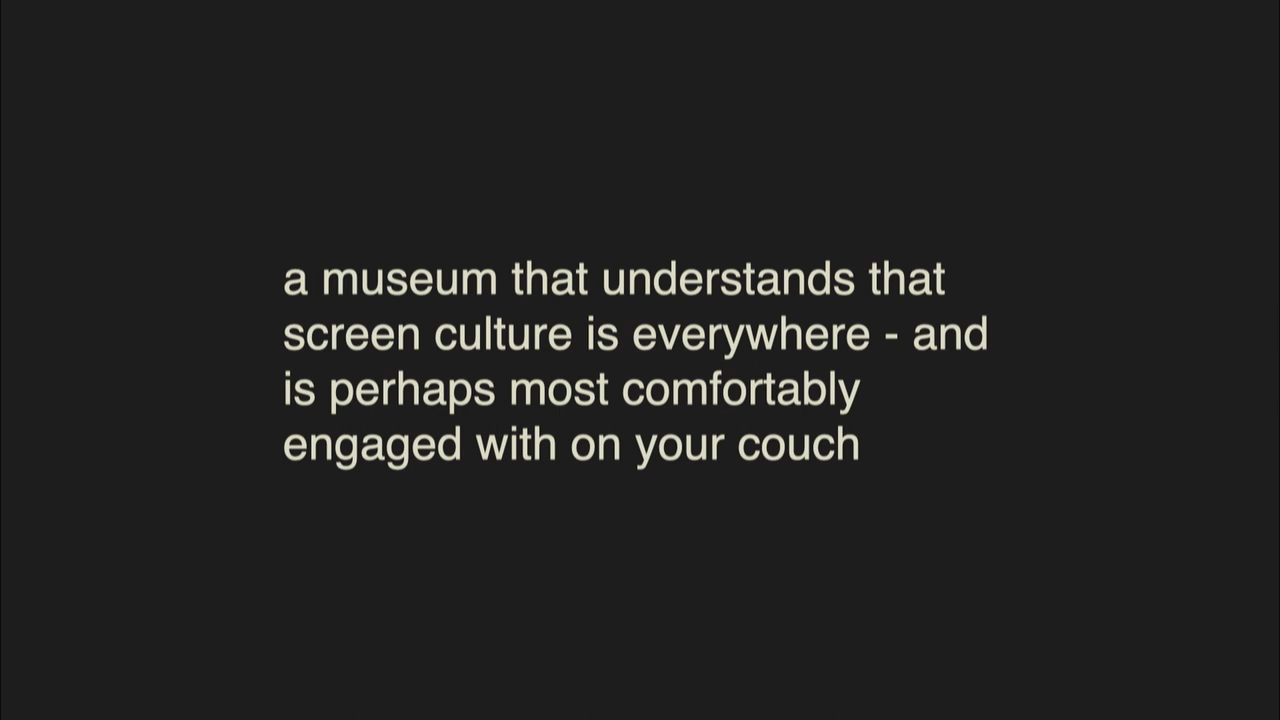 a museum that understands that
screen culture is everywhere - and
is perhaps most comfortably
engaged with on your couch